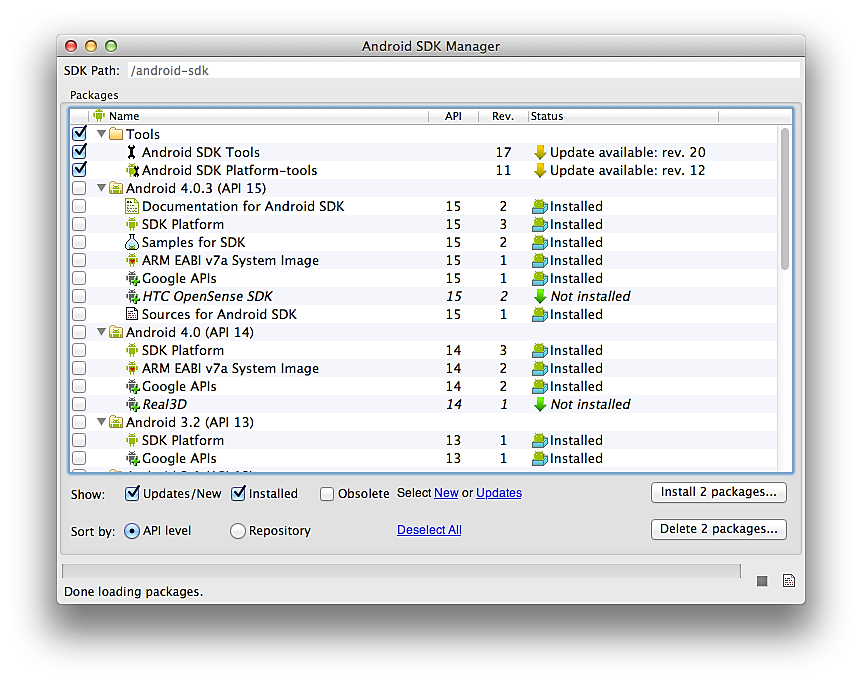 Android SDK Manager
SDK Path: /android-sdk
Packages
Name API Rev. Status
Tools
Android SDK Tools 17 Update available: rev. 20
Android SDK Platform-tools 11 Update available: rev. 12
Android 4.0.3 (API 15)
Documentation for Android SDK 15 2 Installed
SDK Platform 15 3 Installed
Samples for SDK 15 2 Installed
ARM EABI v7a System Image 15 1 Installed
Google APIs 15 1 Installed
HTC OpenSense SDK 15 2 Not installed
Sources for Android SDK 15 1 Installed
Android 4.0 (API 14)
SDK Platform 14 3 Installed
ARM EABI v7a System Image 14 2 Installed
Google APIs 14 2 Installed
Real3D 14 1 Not installed
Android 3.2 (API 13)
SDK Platform 13 1 Installed
Google APIs 13 1 Installed
Show: Updates/New Installed Obsolete Select New or Updates Install 2 packages...
Sort by: API level Repository Deselect All Delete 2 packages...
Done loading packages.